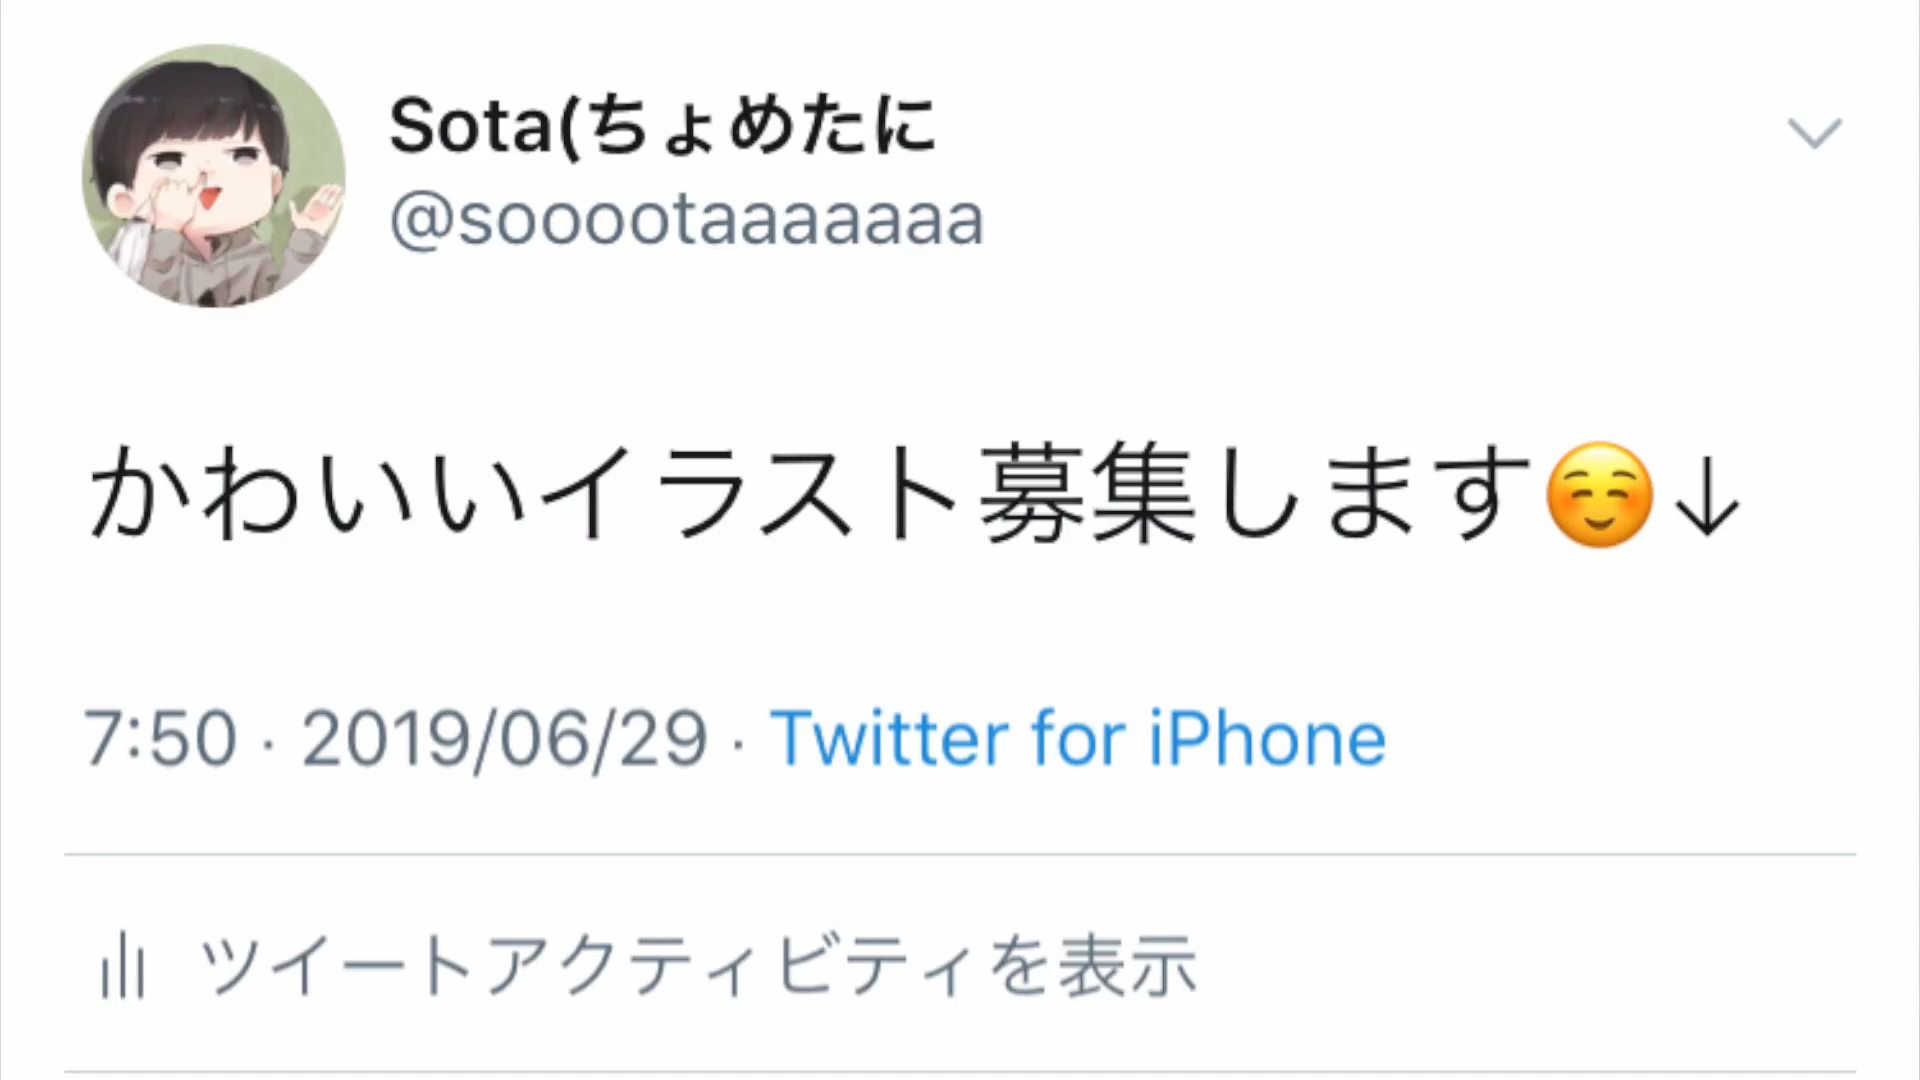 Sota(ちょめたに
@sooootaaaaaaa
かわいいイラスト募集します☺️↓
7:50 · 2019/06/29 · Twitter for iPhone
ツイートアクティビティを表示